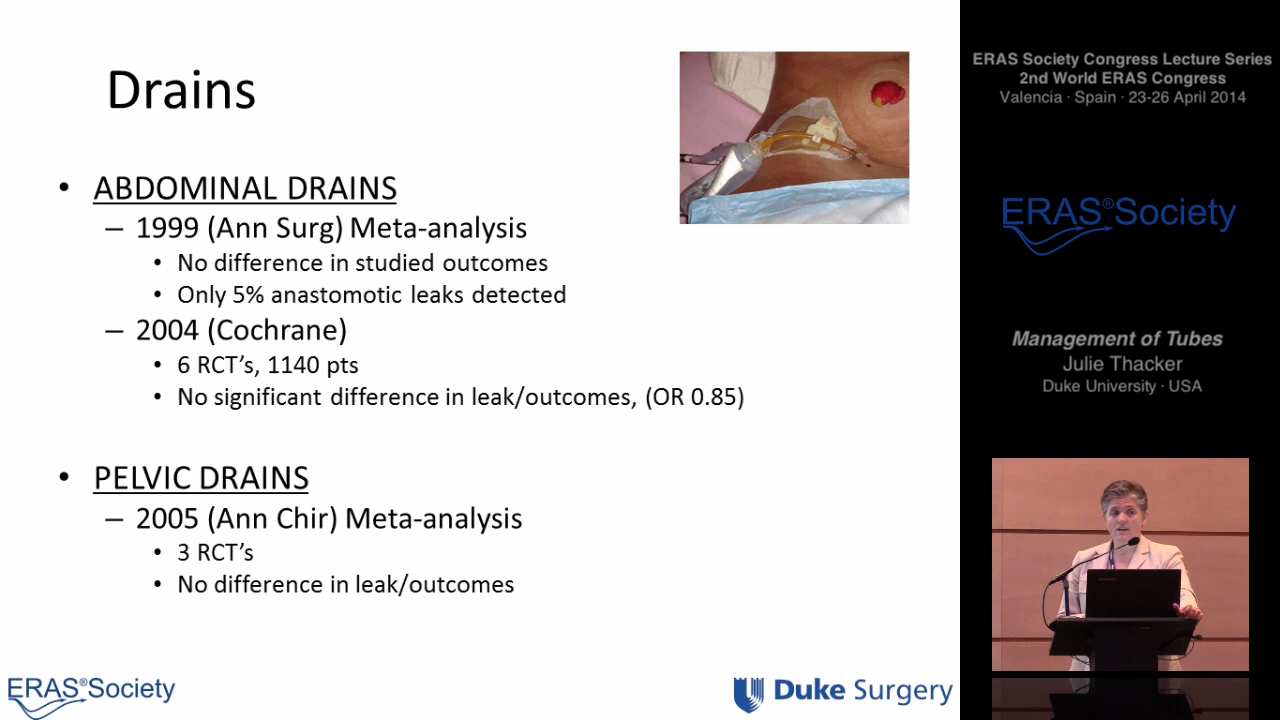 Drains
• ABDOMINAL DRAINS
– 1999 (Ann Surg) Meta-analysis
• No difference in studied outcomes
• Only 5% anastomotic leaks detected
– 2004 (Cochrane)
• 6 RCT's, 1140 pts
• No significant difference in leak/outcomes, (OR 0.85)
• PELVIC DRAINS
– 2005 (Ann Chir) Meta-analysis
• 3 RCT's
• No difference in leak/outcomes
ERAS®Society
Duke Surgery
ERAS Society Congress Lecture Series
2nd World ERAS Congress
Valencia · Spain · 23-26 April 2014
ERAS®Society
Management of Tubes
Julie Thacker
Duke University · USA